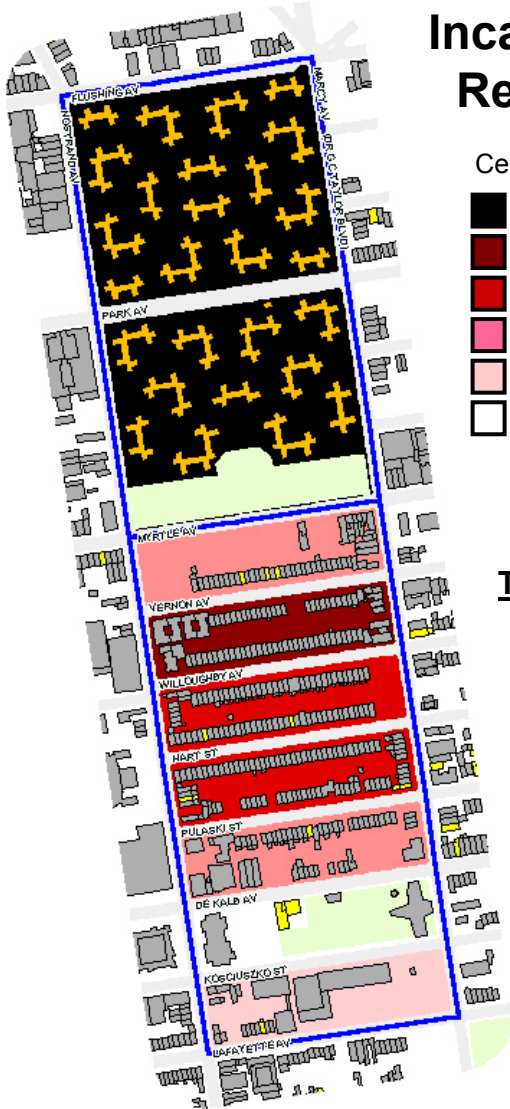 Inca
Re
Ce
T
FLUSHING AV
NOSTRAND AV
MARCY AV (DR G C TAYLOR BLVD)
PARK AV
MYRTLE AV
VERNON AV
WILLOUGHBY AV
HART ST
PULASKI ST
DE KALB AV
KOSCIUSZKO ST
LAFAYETTE AV